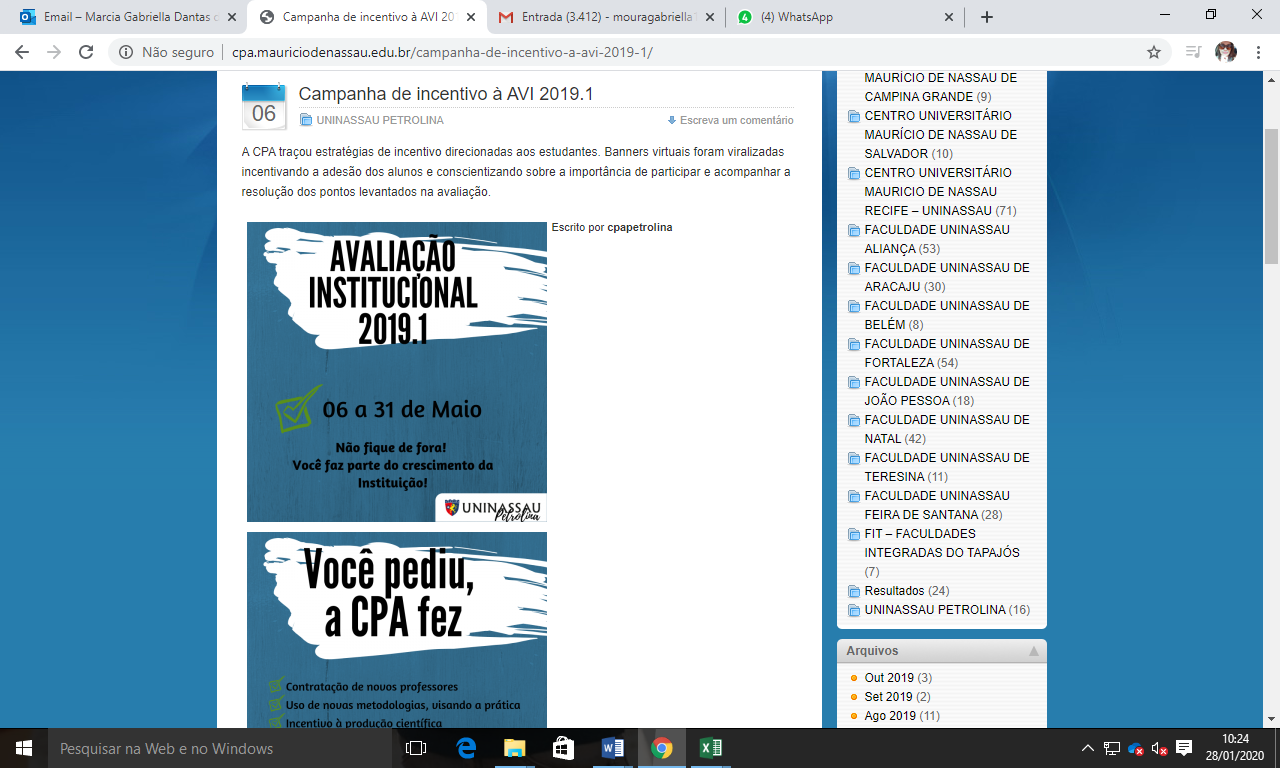 Email – Marcia Gabriella Dantas d
Campanha de incentivo à AVI 201
Entrada (3.412) - mouragabriella1
(4) WhatsApp
Não seguro
cpa.mauriciodenassau.edu.br/campanha-de-incentivo-a-avi-2019-1/
06
Campanha de incentivo à AVI 2019.1
UNINASSAU PETROLINA
Escreva um comentário
A CPA traçou estratégias de incentivo direcionadas aos estudantes. Banners virtuais foram viralizadas
incentivando a adesão dos alunos e conscientizando sobre a importância de participar e acompanhar a
resolução dos pontos levantados na avaliação.
Escrito por cpapetrolina
AVALIAÇÃO
INSTITUCIONAL
2019.1
06 a 31 de Maio
Não fique de fora!
Você faz parte do crescimento da
Instituição!
UNINASSAU
Petrolina
Você pediu,
a CPA fez
Contratação de novos professores
Uso de novas metodologias, visando a prática
Incentivo à produção científica
MAURÍCIO DE NASSAU DE
CAMPINA GRANDE (9)
CENTRO UNIVERSITÁRIO
MAURÍCIO DE NASSAU DE
SALVADOR (10)
CENTRO UNIVERSITÁRIO
MAURICIO DE NASSAU
RECIFE – UNINASSAU (71)
FACULDADE UNINASSAU
ALIANÇA (53)
FACULDADE UNINASSAU DE
ARACAJU (30)
FACULDADE UNINASSAU DE
BELÉM (8)
FACULDADE UNINASSAU DE
FORTALEZA (54)
FACULDADE UNINASSAU DE
JOÃO PESSOA (18)
FACULDADE UNINASSAU DE
NATAL (42)
FACULDADE UNINASSAU DE
TERESINA (11)
FACULDADE UNINASSAU
FEIRA DE SANTANA (28)
FIT – FACULDADES
INTEGRADAS DO TAPAJÓS
(7)
Resultados (24)
UNINASSAU PETROLINA (16)
Arquivos
Out 2019 (3)
Set 2019 (2)
Ago 2019 (11)
Pesquisar na Web e no Windows
10:24
28/01/2020